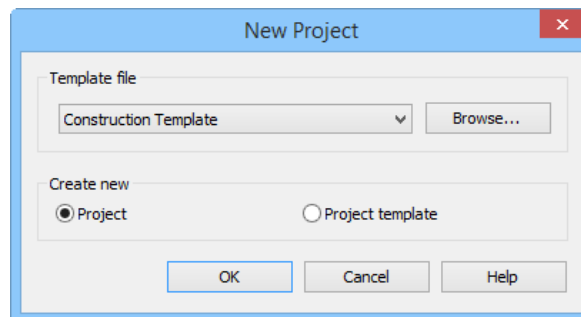 New Project
Template file
Construction Template
Browse...
Create new
Project
Project template
OK
Cancel
Help